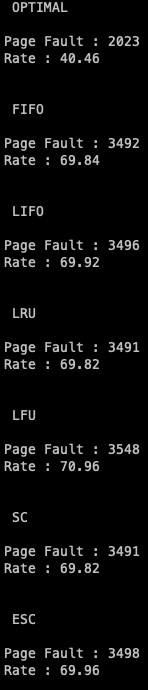 OPTIMAL
Page Fault : 2023
Rate : 40.46
FIFO
Page Fault : 3492
Rate : 69.84
LIFO
Page Fault : 3496
Rate : 69.92
LRU
Page Fault : 3491
Rate : 69.82
LFU
Page Fault : 3548
Rate : 70.96
SC
Page Fault : 3491
Rate : 69.82
ESC
Page Fault : 3498
Rate : 69.96